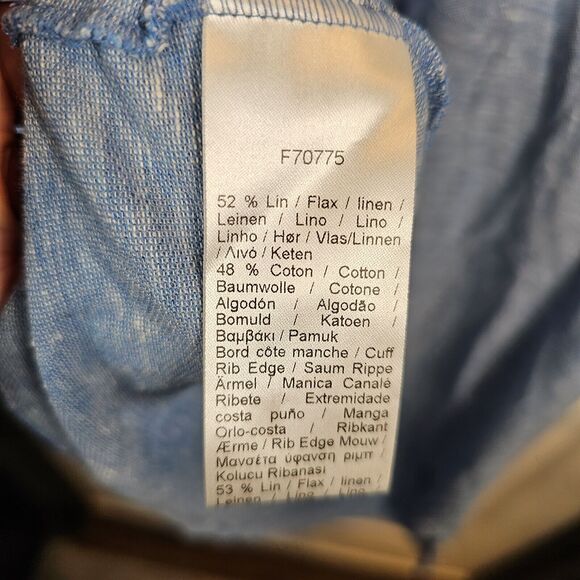 F70775
52 % Lin / Flax / linen /
Leinen / Lino / Lino /
Linho / Hør / Vlas/Linnen
/ Λινό / Keten
48 % Coton / Cotton /
Baumwolle / Cotone /
Algodón / Algodão /
Bomuld / Katoen /
Βαμβάκι / Pamuk
Bord côte manche / Cuff
Rib Edge / Saum Rippe
Ärmel / Manica Canalé
Ribete / Extremidade
costa puño / Manga
Orlo-costa / Ribkant
Ærme / Rib Edge Mouw /
Μανσέτα ύφανση ριμπ /
Kolucu Ribanasi
53 % Lin / Flax / linen /
Leinen / Lino / Lino /